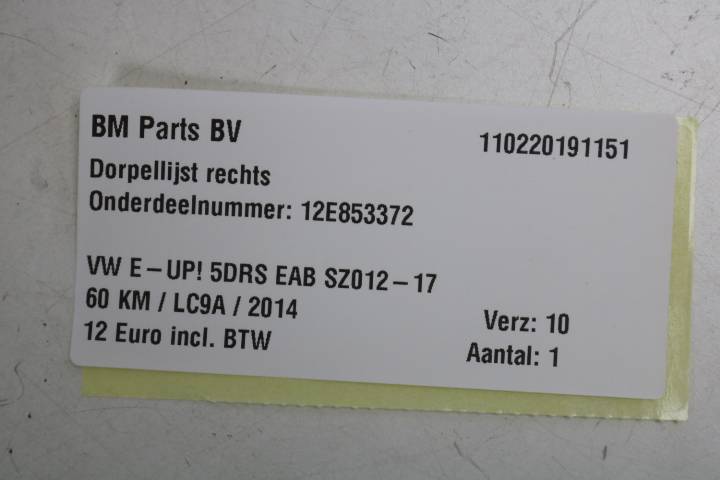 BM Parts BV
110220191151
Dorpellijst rechts
Onderdeelnummer: 12E853372
VW E-UP! 5DRS EAB SZ012-17
60 KM / LC9A / 2014
Verz: 10
12 Euro incl. BTW
Aantal: 1